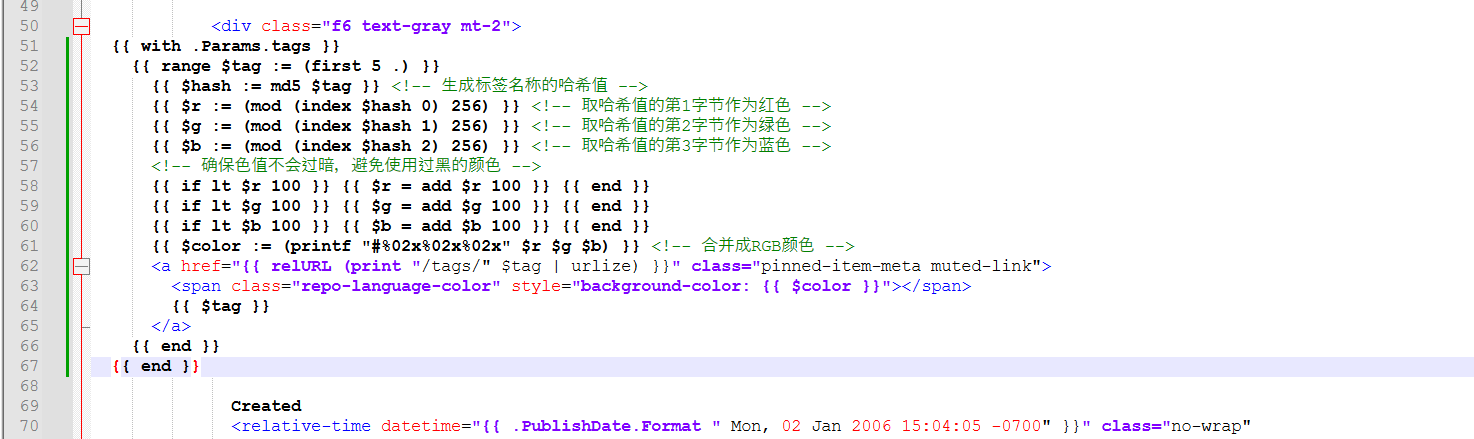 49
50 <div class="f6 text-gray mt-2">
51 {{ with .Params.tags }}
52 {{ range $tag := (first 5 .) }}
53 {{ $hash := md5 $tag }} <!-- 生成标签名称的哈希值 -->
54 {{ $r := (mod (index $hash 0) 256) }} <!-- 取哈希值的第1字节作为红色 -->
55 {{ $g := (mod (index $hash 1) 256) }} <!-- 取哈希值的第2字节作为绿色 -->
56 {{ $b := (mod (index $hash 2) 256) }} <!-- 取哈希值的第3字节作为蓝色 -->
57 <!-- 确保色值不会过暗，避免使用过黑的颜色 -->
58 {{ if lt $r 100 }} {{ $r = add $r 100 }} {{ end }}
59 {{ if lt $g 100 }} {{ $g = add $g 100 }} {{ end }}
60 {{ if lt $b 100 }} {{ $b = add $b 100 }} {{ end }}
61 {{ $color := (printf "#%02x%02x%02x" $r $g $b) }} <!-- 合并成RGB颜色 -->
62 <a href="{{ relURL (print "/tags/" $tag | urlize) }}" class="pinned-item-meta muted-link">
63 <span class="repo-language-color" style="background-color: {{ $color }}"></span>
64 {{ $tag }}
65 </a>
66 {{ end }}
67 {{ end }}
68
69 Created
70 <relative-time datetime="{{ .PublishDate.Format " Mon, 02 Jan 2006 15:04:05 -0700" }}" class="no-wrap"